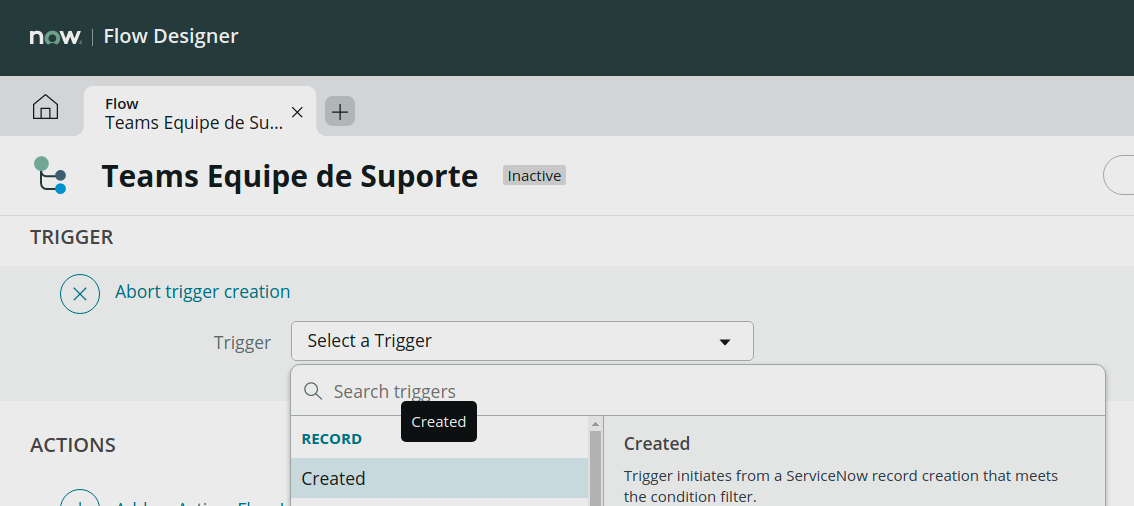 now. | Flow Designer
Flow
Teams Equipe de Su...
Teams Equipe de Suporte
Inactive
TRIGGER
Abort trigger creation
Trigger
Select a Trigger
Search triggers
Created
RECORD
Created
Created
Trigger initiates from a ServiceNow record creation that meets
the condition filter.
ACTIONS